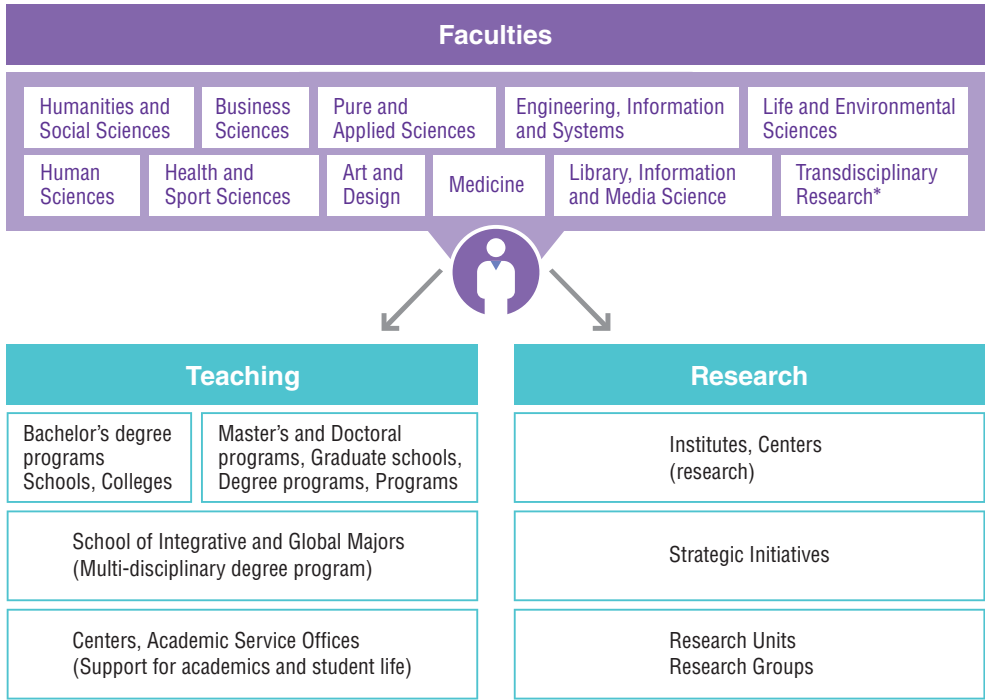 Faculties
Humanities and
Social Sciences
Business
Sciences
Pure and
Applied Sciences
Engineering, Information
and Systems
Life and Environmental
Sciences
Human
Sciences
Health and
Sport Sciences
Art and
Design
Medicine
Library, Information
and Media Science
Transdisciplinary
Research*
Teaching
Bachelor’s degree
programs
Schools, Colleges
Master’s and Doctoral
programs, Graduate schools,
Degree programs, Programs
School of Integrative and Global Majors
(Multi-disciplinary degree program)
Centers, Academic Service Offices
(Support for academics and student life)
Research
Institutes, Centers
(research)
Strategic Initiatives
Research Units
Research Groups